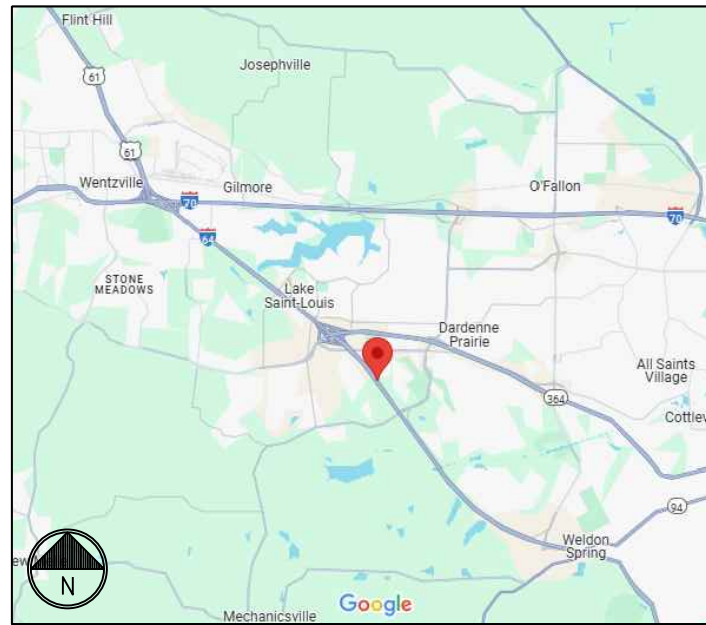 Flint Hill
61
Josephville
61
Wentzville
Gilmore
70
O'Fallon
70
64
STONE
MEADOWS
Lake
Saint-Louis
Dardenne
Prairie
All Saints
Village
364
Cottlev
94
Weldon
Spring
ew M
N
Mechanicsville
Google